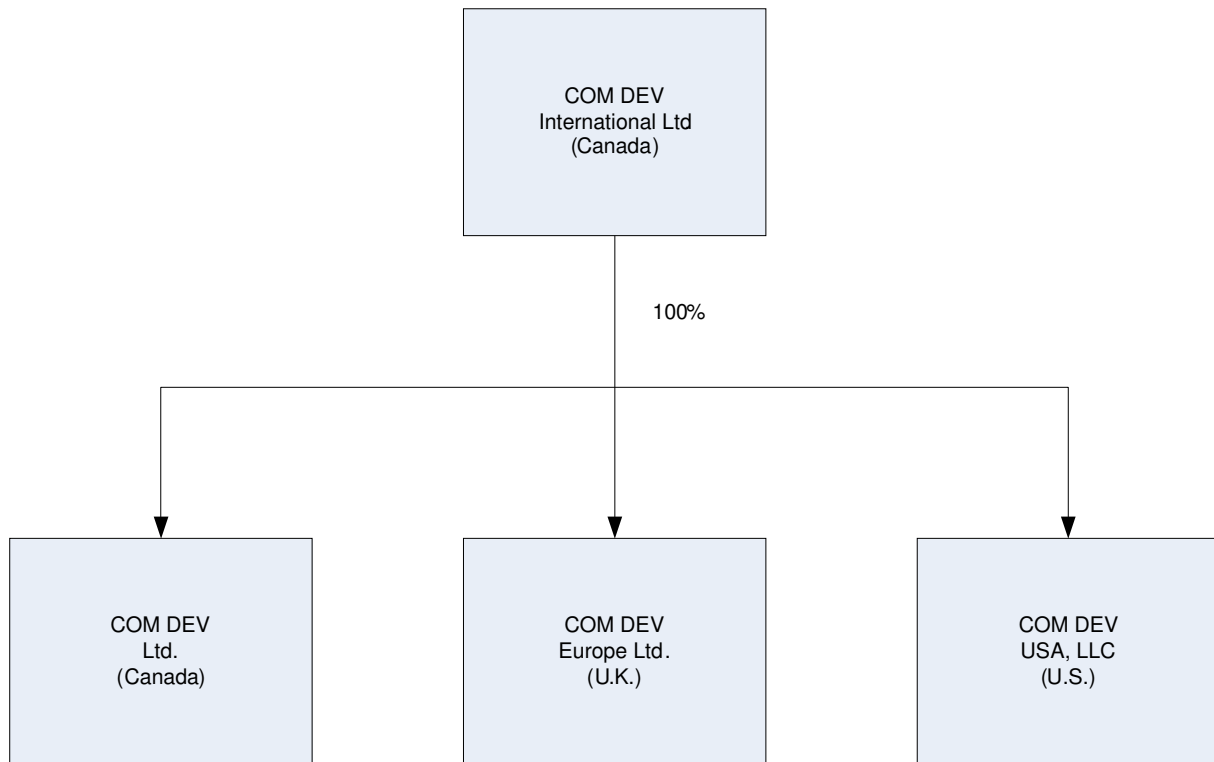 COM DEV
International Ltd
(Canada)
100%
COM DEV
Ltd.
(Canada)
COM DEV
Europe Ltd.
(U.K.)
COM DEV
USA, LLC
(U.S.)